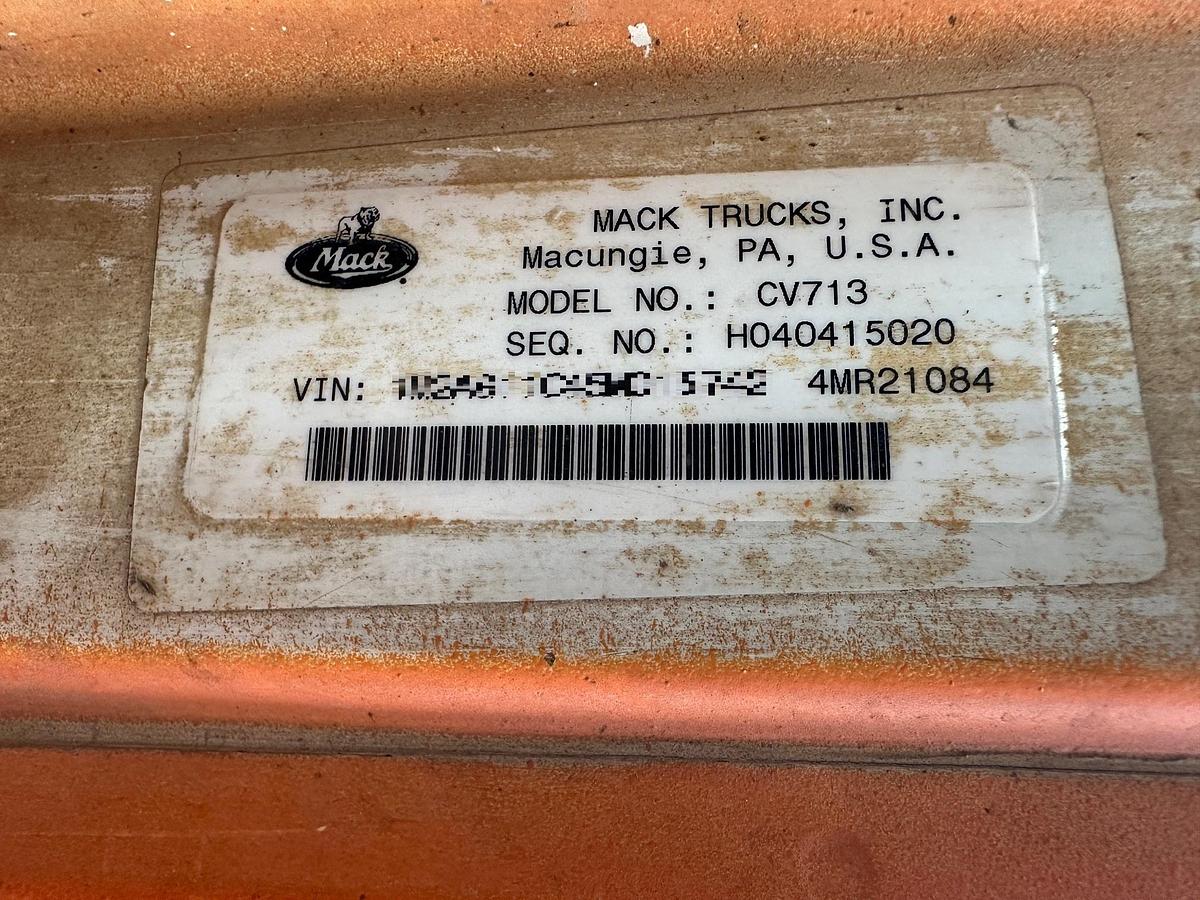 Mack
MACK TRUCKS, INC.
Macungie, PA, U.S.A.
MODEL NO.: CV713
SEQ. NO.: H040415020
VIN: 4MR21084